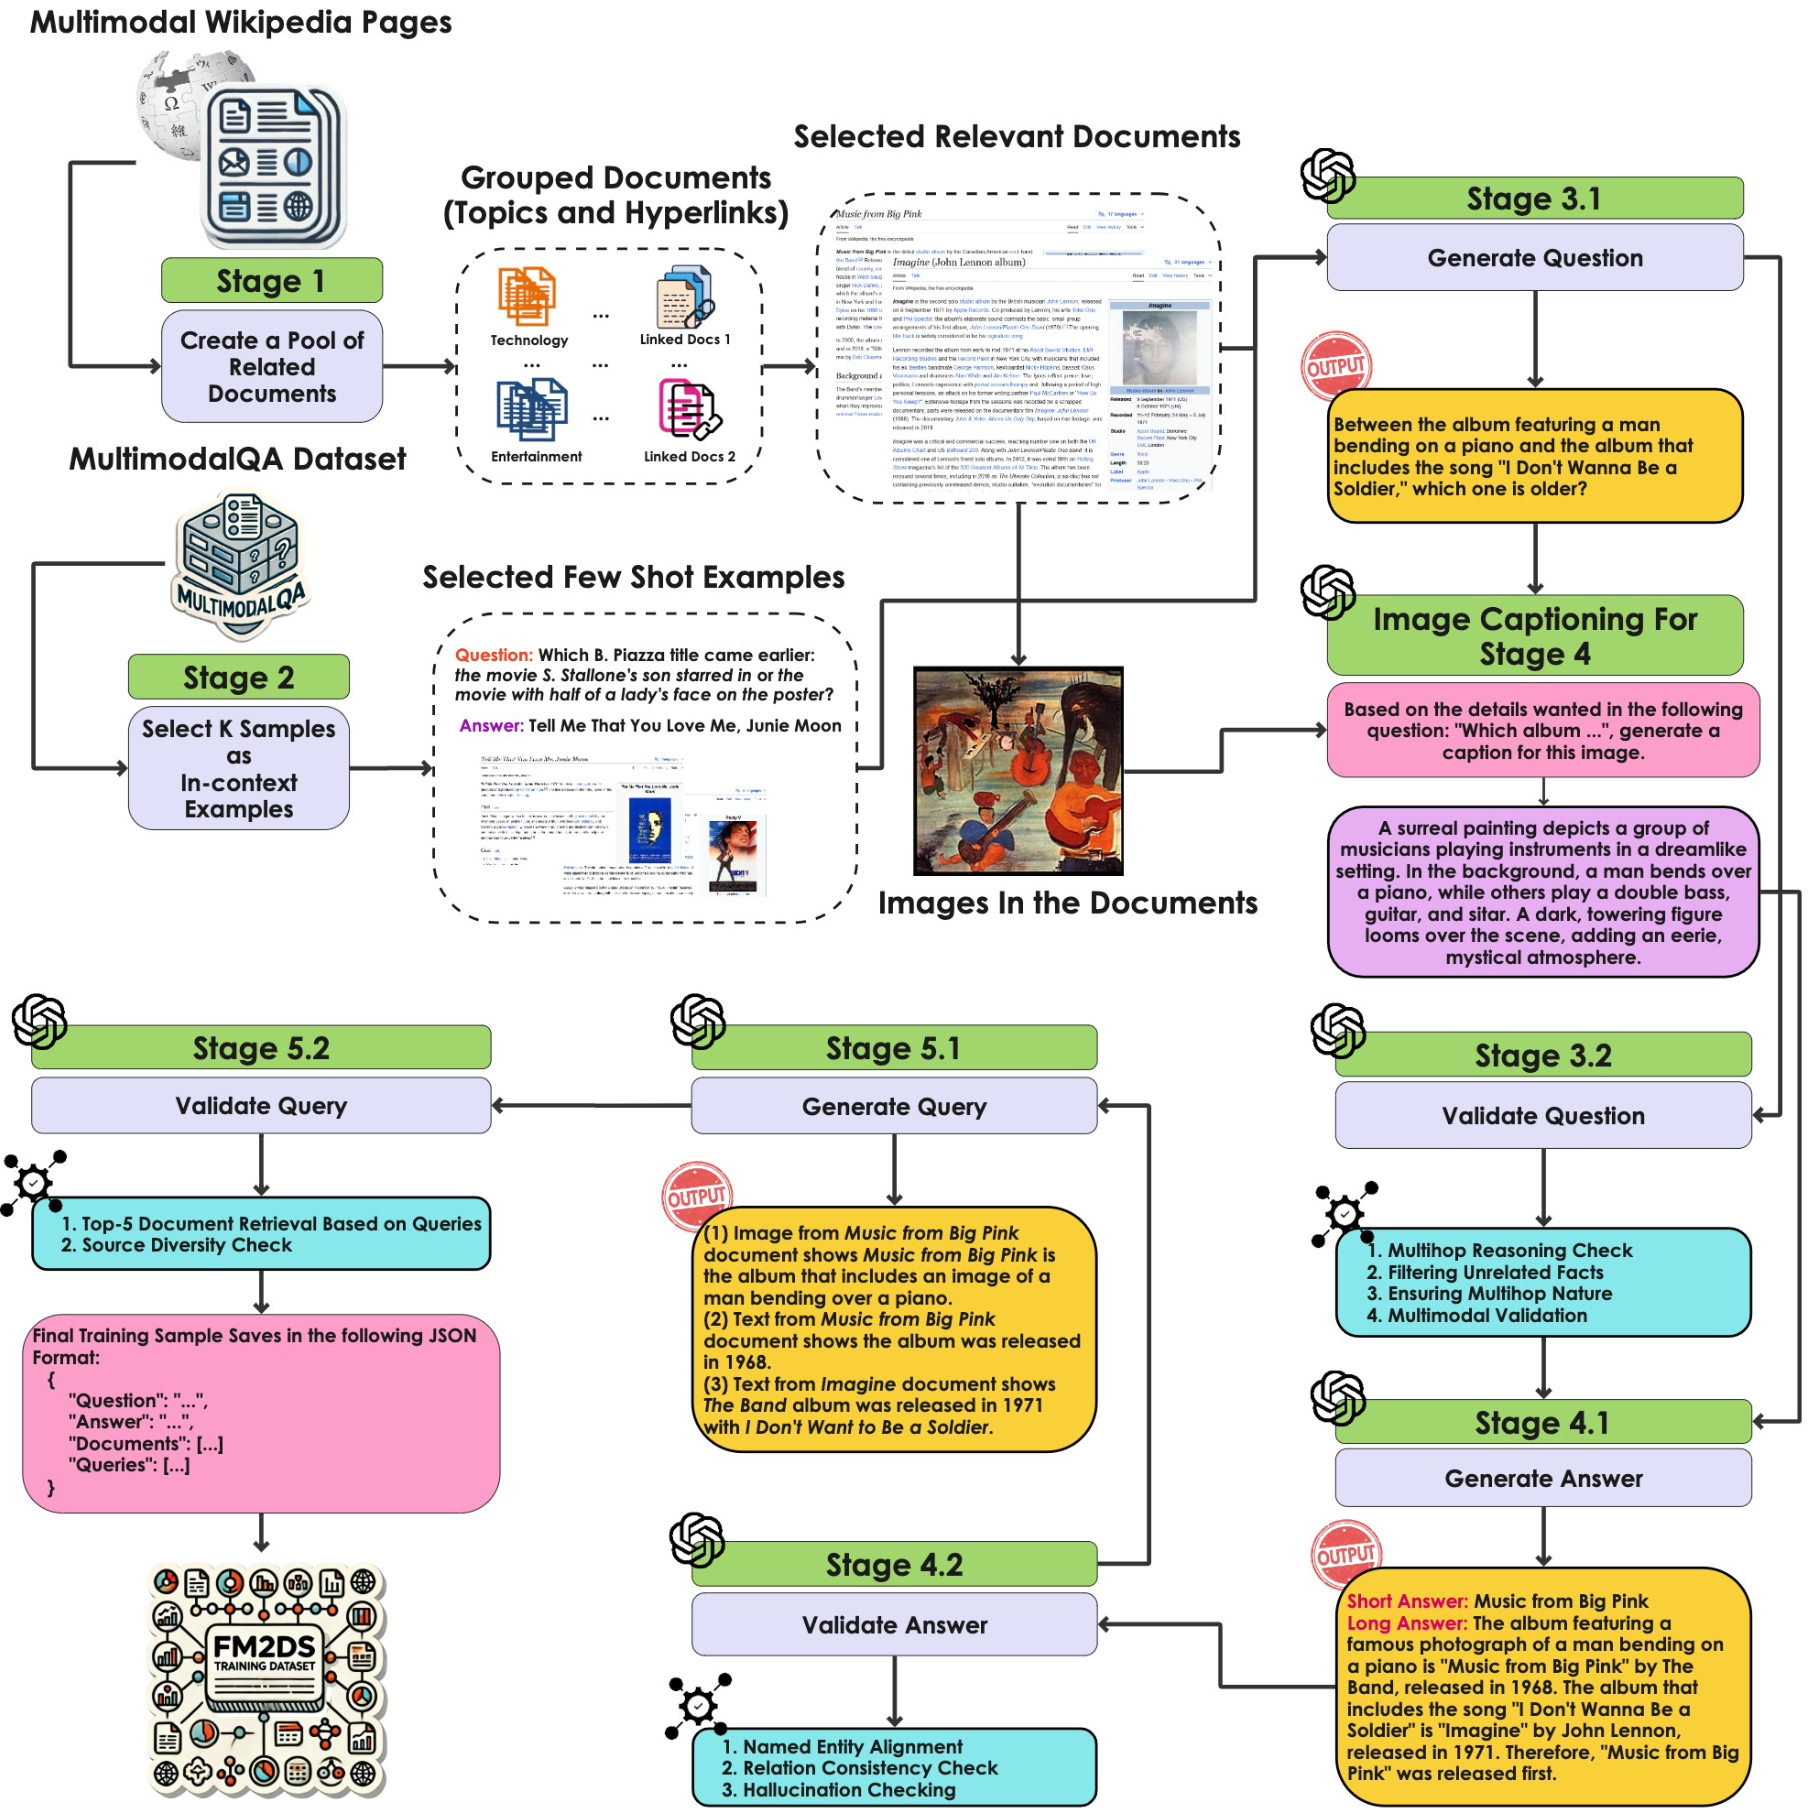 Multimodal Wikipedia Pages
Stage 1
Create a Pool of
Related
Documents
Grouped Documents
(Topics and Hyperlinks)
Technology
...
Linked Docs 1
...
...
Entertainment
...
Linked Docs 2
Selected Relevant Documents
Music from Big Pink
Imagine (John Lennon album)
Imagine
MultimodalQA Dataset
MULTIMODALQA
Stage 2
Select K Samples
as
In-context
Examples
Selected Few Shot Examples
Question: Which B. Piazza title came earlier:
the movie S. Stallone's son starred in or the
movie with half of a lady's face on the poster?
Answer: Tell Me That You Love Me, Junie Moon
Tell Me That You Love Me, Junie Moon
Images In the Documents
Stage 3.1
Generate Question
OUTPUT
Between the album featuring a man
bending on a piano and the album that
includes the song "I Don't Wanna Be a
Soldier," which one is older?
Image Captioning For
Stage 4
Based on the details wanted in the following
question: "Which album ...", generate a
caption for this image.
A surreal painting depicts a group of
musicians playing instruments in a dreamlike
setting. In the background, a man bends over
a piano, while others play a double bass,
guitar, and sitar. A dark, towering figure
looms over the scene, adding an eerie,
mystical atmosphere.
Stage 3.2
Validate Question
1. Multihop Reasoning Check
2. Filtering Unrelated Facts
3. Ensuring Multihop Nature
4. Multimodal Validation
Stage 4.1
Generate Answer
OUTPUT
Short Answer: Music from Big Pink
Long Answer: The album featuring a
famous photograph of a man bending on
a piano is "Music from Big Pink" by The
Band, released in 1968. The album that
includes the song "I Don't Wanna Be a
Soldier" is "Imagine" by John Lennon,
released in 1971. Therefore, "Music from Big
Pink" was released first.
Stage 4.2
Validate Answer
1. Named Entity Alignment
2. Relation Consistency Check
3. Hallucination Checking
Stage 5.1
Generate Query
OUTPUT
(1) Image from Music from Big Pink
document shows Music from Big Pink is
the album that includes an image of a
man bending over a piano.
(2) Text from Music from Big Pink
document shows the album was released
in 1968.
(3) Text from Imagine document shows
The Band album was released in 1971
with I Don't Want to Be a Soldier.
Stage 5.2
Validate Query
1. Top-5 Document Retrieval Based on Queries
2. Source Diversity Check
Final Training Sample Saves in the following JSON
Format:
{
"Question": "...",
"Answer": "...",
"Documents": [...]
"Queries": [...]
}
FM2DS
TRAINING DATASET